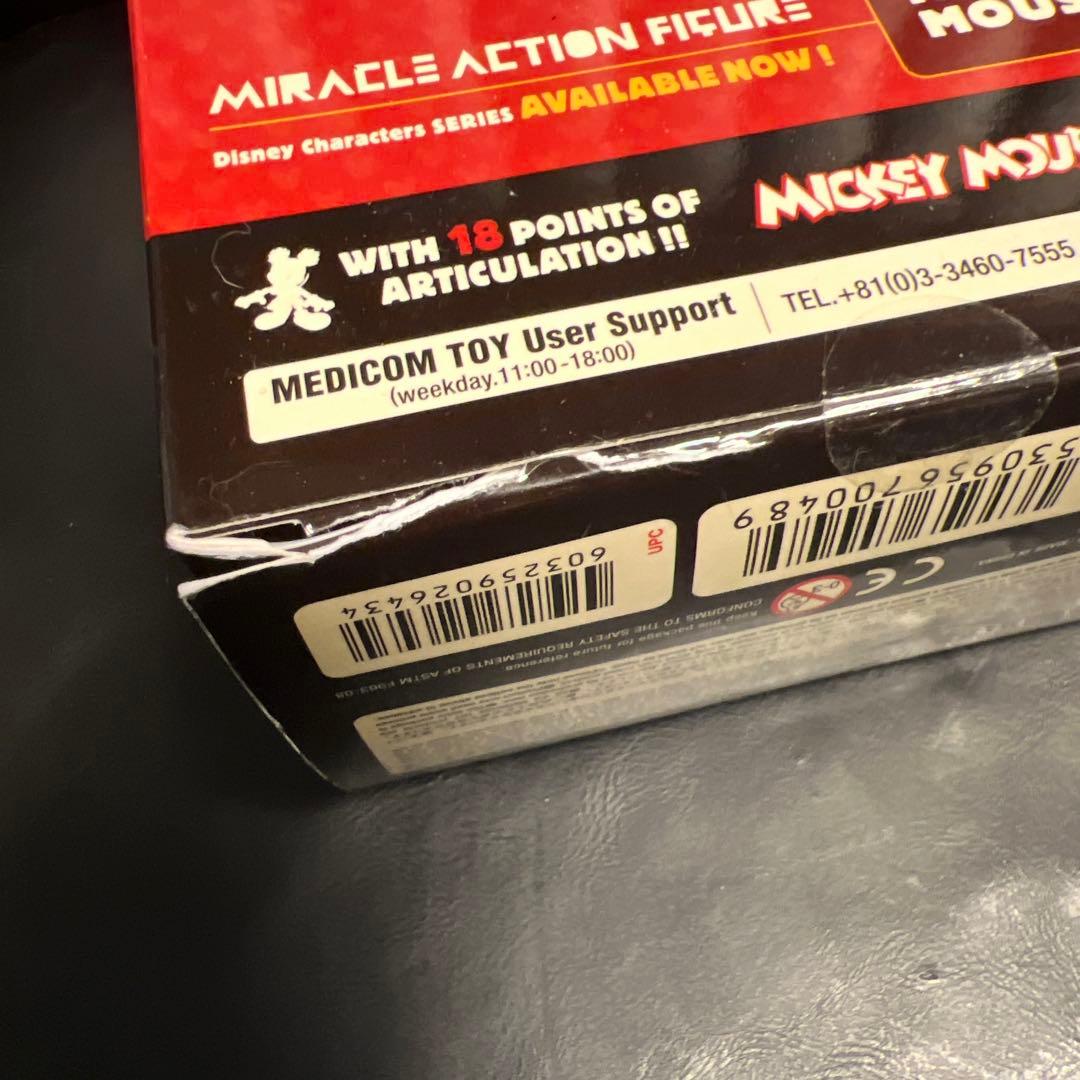 MIRACLE ACTION FIGURE
Disney Characters SERIES AVAILABLE NOW !
MOUS
WITH 18 POINTS OF
ARTICULATION !!
MICKEY MOU
MEDICOM TOY User Support
(weekday.11:00-18:00)
TEL.+81(0)3-3460-7555
530956700489
UPC
603259026434
0-3
CE
CONFORMS TO THE SAFETY REQUIREMENTS OF ASTM F963-08
Keep this package for future reference